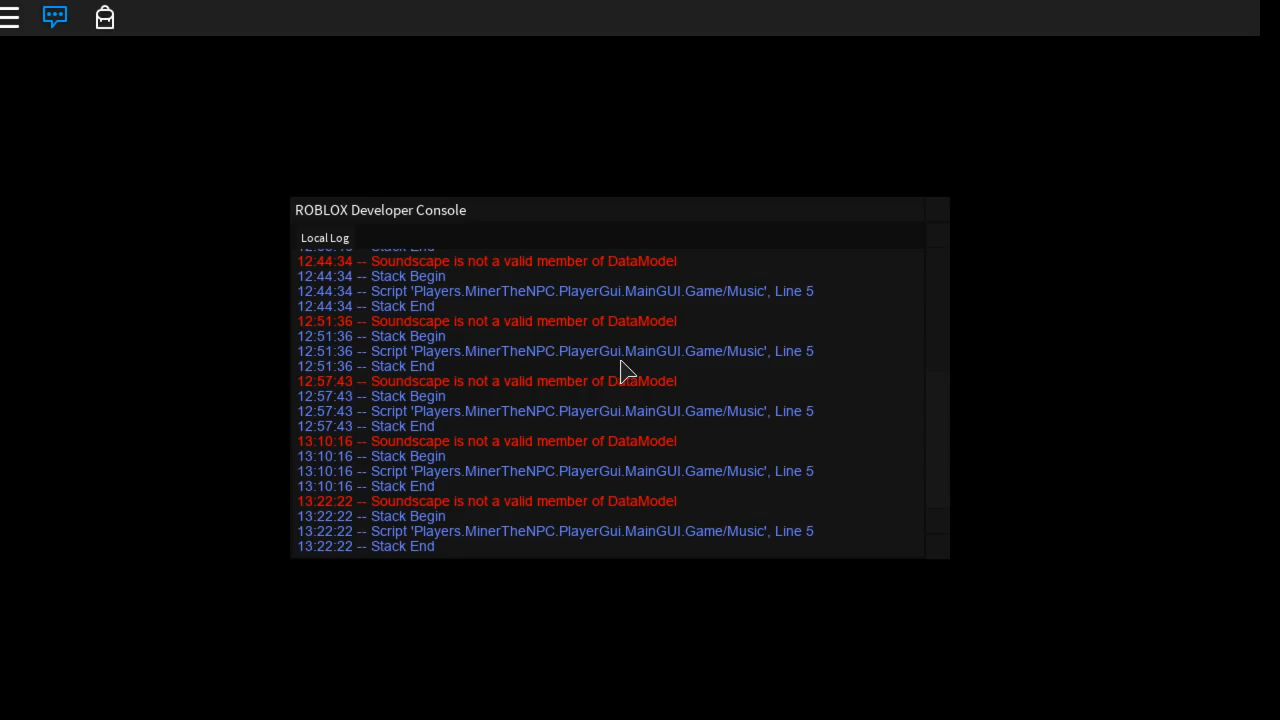 ROBLOX Developer Console
Local Log
12:44:34 -- Soundscape is not a valid member of DataModel
12:44:34 -- Stack Begin
12:44:34 -- Script 'Players.MinerTheNPC.PlayerGui.MainGUI.Game/Music', Line 5
12:44:34 -- Stack End
12:51:36 -- Soundscape is not a valid member of DataModel
12:51:36 -- Stack Begin
12:51:36 -- Script 'Players.MinerTheNPC.PlayerGui.MainGUI.Game/Music', Line 5
12:51:36 -- Stack End
12:57:43 -- Soundscape is not a valid member of DataModel
12:57:43 -- Stack Begin
12:57:43 -- Script 'Players.MinerTheNPC.PlayerGui.MainGUI.Game/Music', Line 5
12:57:43 -- Stack End
13:10:16 -- Soundscape is not a valid member of DataModel
13:10:16 -- Stack Begin
13:10:16 -- Script 'Players.MinerTheNPC.PlayerGui.MainGUI.Game/Music', Line 5
13:10:16 -- Stack End
13:22:22 -- Soundscape is not a valid member of DataModel
13:22:22 -- Stack Begin
13:22:22 -- Script 'Players.MinerTheNPC.PlayerGui.MainGUI.Game/Music', Line 5
13:22:22 -- Stack End